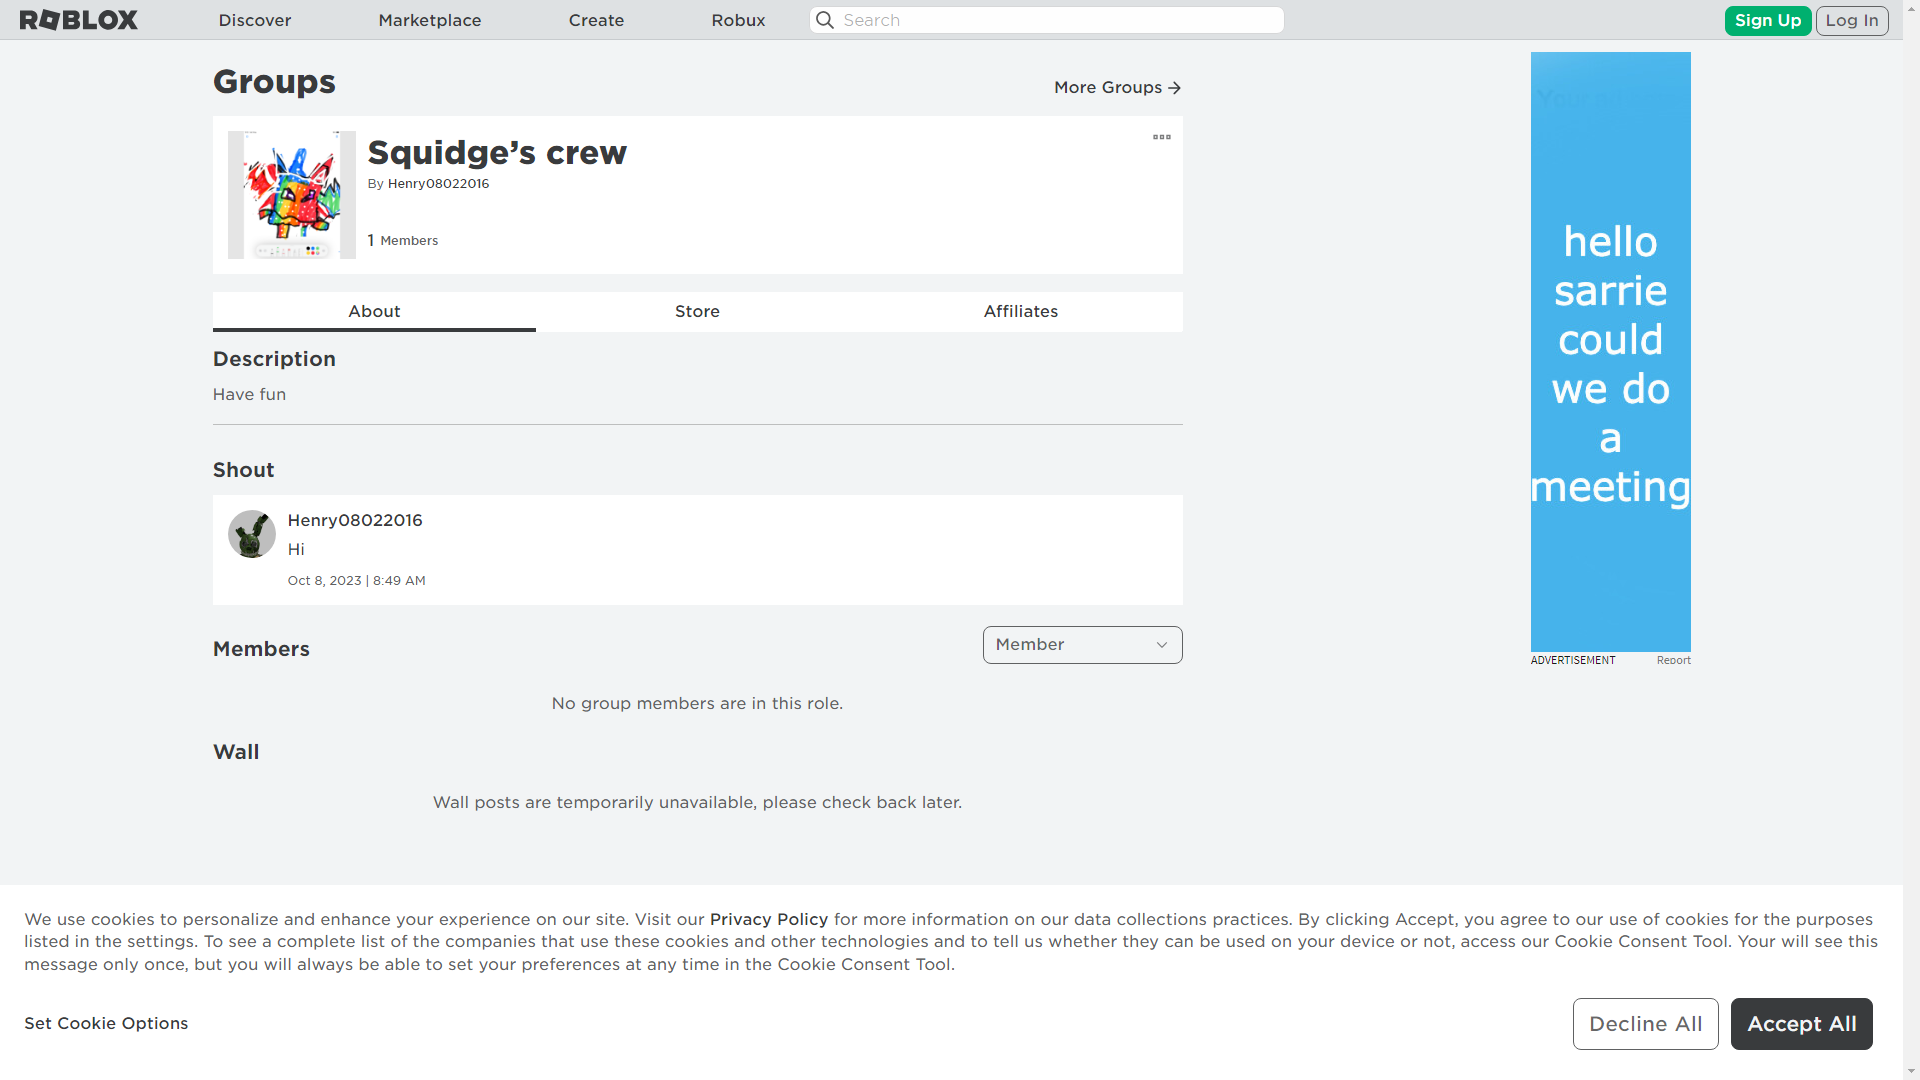 ROBLOX
Discover
Marketplace
Create
Robux
Search
Sign Up
Log In
Groups
More Groups
Squidge’s crew
By Henry08022016
1 Members
About
Store
Affiliates
Description
Have fun
Shout
Henry08022016
Hi
Oct 8, 2023 | 8:49 AM
Members
Member
No group members are in this role.
Wall
Wall posts are temporarily unavailable, please check back later.
hello
sarrie
could
we do
a
meeting
ADVERTISEMENT
Report
We use cookies to personalize and enhance your experience on our site. Visit our Privacy Policy for more information on our data collections practices. By clicking Accept, you agree to our use of cookies for the purposes
listed in the settings. To see a complete list of the companies that use these cookies and other technologies and to tell us whether they can be used on your device or not, access our Cookie Consent Tool. Your will see this
message only once, but you will always be able to set your preferences at any time in the Cookie Consent Tool.
Set Cookie Options
Decline All
Accept All